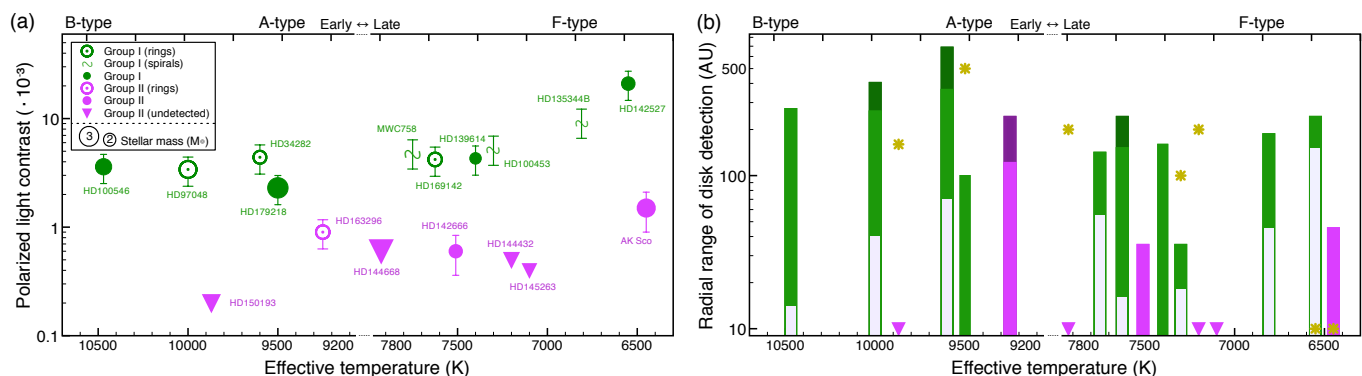 (a)
B-type A-type Early ↔ Late F-type
Polarized light contrast ( · 10⁻³)
10
1
0.1
Group I (rings)
Group I (spirals)
Group I
Group II (rings)
Group II
Group II (undetected)
3 2 Stellar mass (M⊙)
HD100546
HD97048
HD34282
HD179218
HD163296
HD150193
MWC758
HD169142
HD139614
HD100453
HD135344B
HD142527
HD144668
HD142666
HD144432
HD145263
AK Sco
10500 10000 9500 9200 7800 7500 7000 6500
Effective temperature (K)
(b)
B-type A-type Early ↔ Late F-type
Radial range of disk detection (AU)
500
100
10
10500 10000 9500 9200 7800 7500 7000 6500
Effective temperature (K)